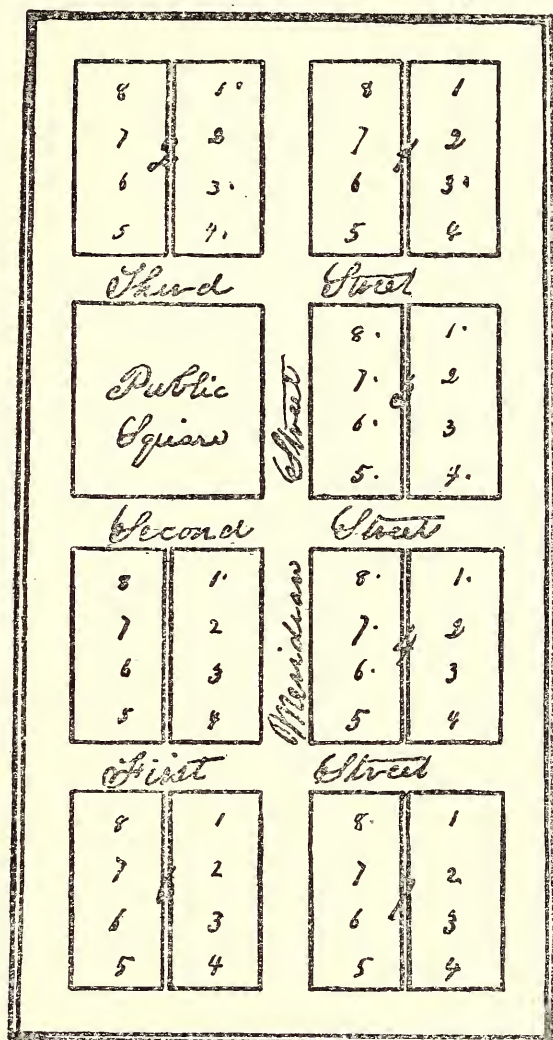 8 1. 8 1
7 2 7 2
6 3. 6 3.
5 4. 5 4
Third Street
8. 1.
Public 7. 2
Square 6. 3
5. 4.
Street
Second Street
8 1. 8. 1.
7 2 7. 2
6 3 6. 3
5 4 5 4
Meridian
First Street
8 1 8. 1
7 2 7 2
6 3 6 3
5 4 5 4